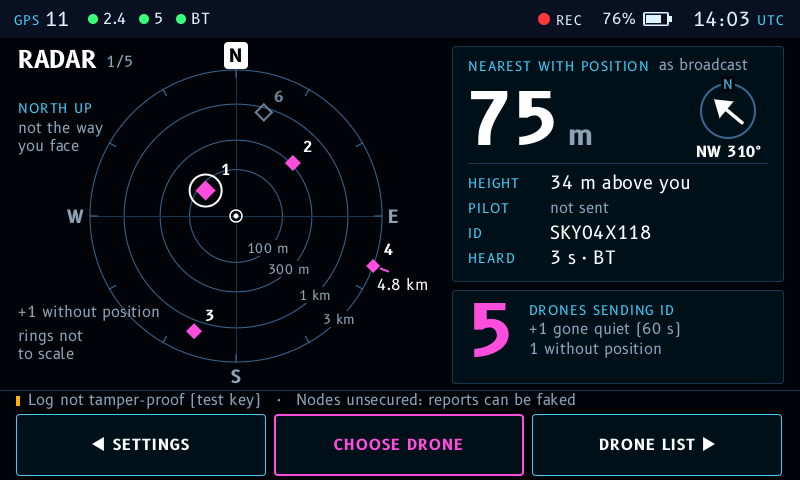 GPS 11 2.4 5 BT REC 76% 14:03 UTC
RADAR 1/5
N
NORTH UP
not the way
you face
6
2
1
W
E
100 m
300 m
1 km
3 km
4
4.8 km
3
+1 without position
rings not
to scale
S
NEAREST WITH POSITION as broadcast
75 m
N
NW 310°
HEIGHT 34 m above you
PILOT not sent
ID SKY04X118
HEARD 3 s · BT
5
DRONES SENDING ID
+1 gone quiet (60 s)
1 without position
Log not tamper-proof (test key) · Nodes unsecured: reports can be faked
◀ SETTINGS
CHOOSE DRONE
DRONE LIST ▶